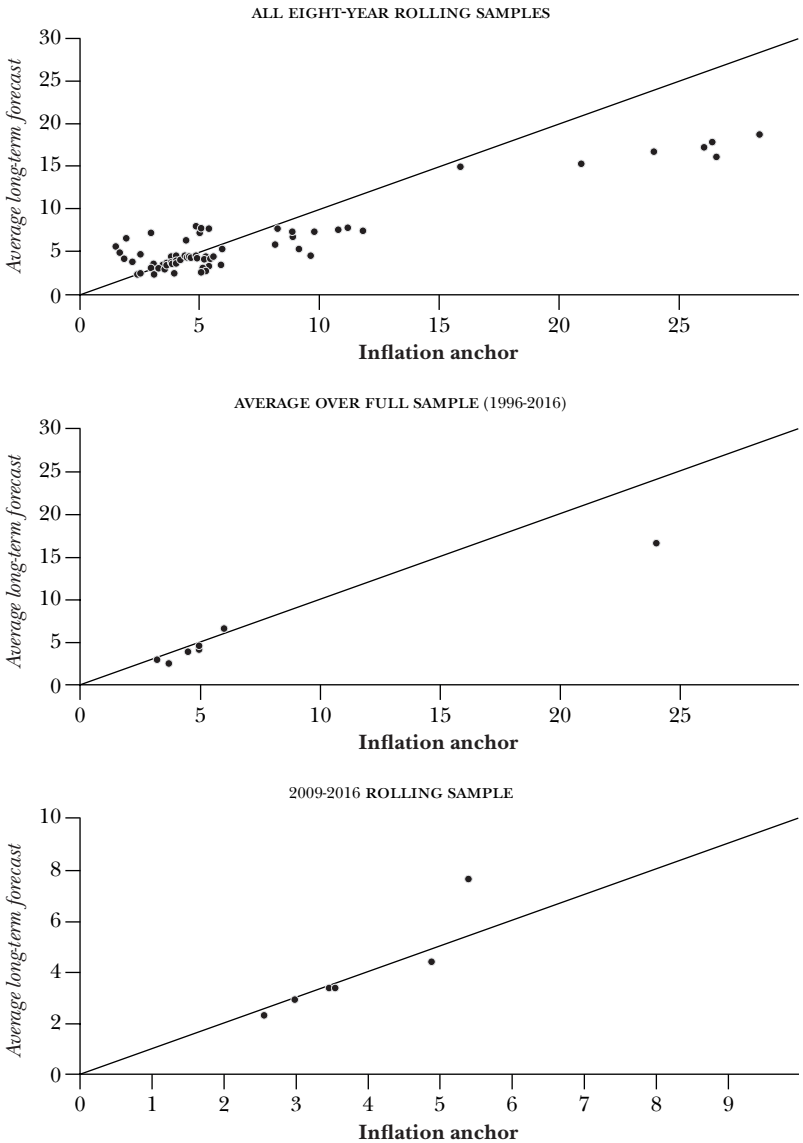 ALL EIGHT-YEAR ROLLING SAMPLES
Average long-term forecast
30
25
20
15
10
5
0
0 5 10 15 20 25
Inflation anchor
AVERAGE OVER FULL SAMPLE (1996-2016)
Average long-term forecast
30
25
20
15
10
5
0
0 5 10 15 20 25
Inflation anchor
2009-2016 ROLLING SAMPLE
Average long-term forecast
10
8
6
4
2
0
0 1 2 3 4 5 6 7 8 9
Inflation anchor